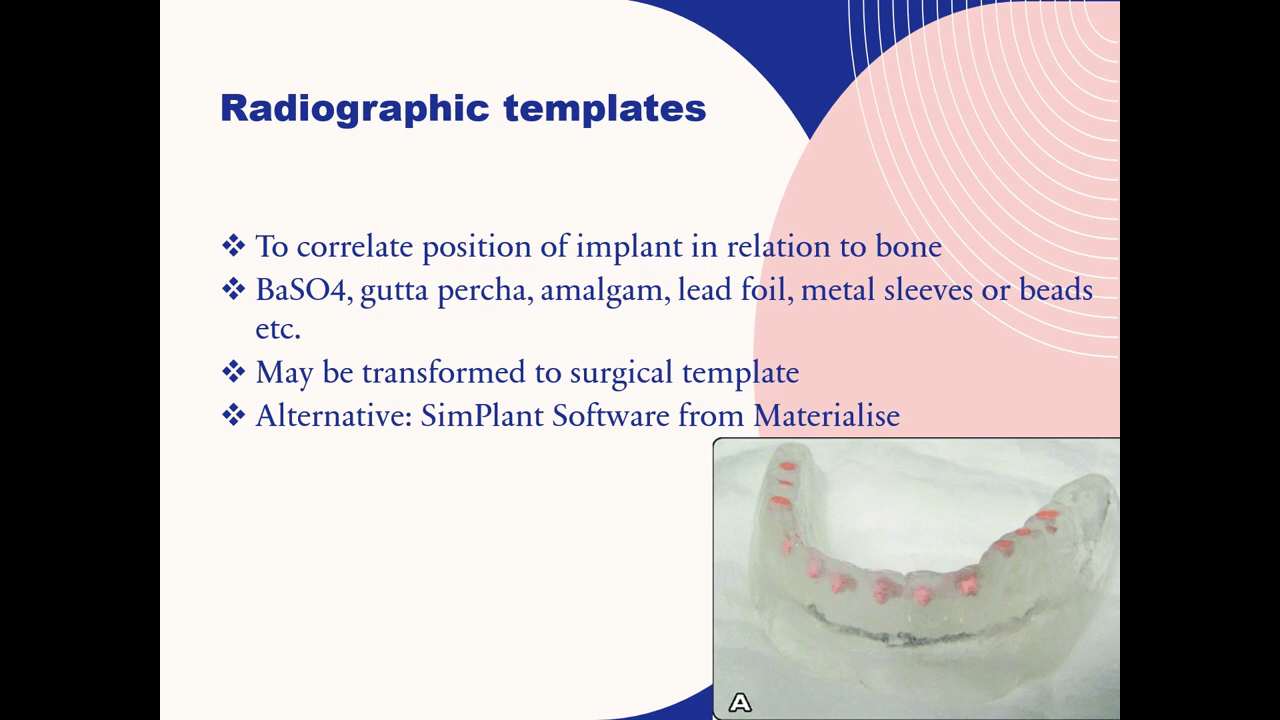 Radiographic templates
❖ To correlate position of implant in relation to bone
❖ BaSO4, gutta percha, amalgam, lead foil, metal sleeves or beads
etc.
❖ May be transformed to surgical template
❖ Alternative: SimPlant Software from Materialise
A